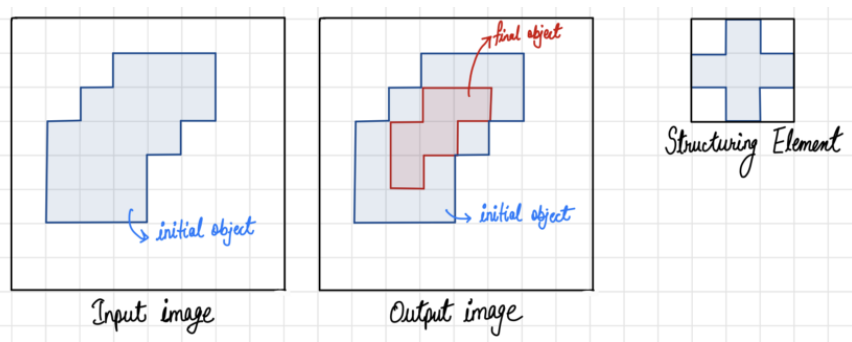 final object
Structuring Element
initial object
initial object
Input image
Output image